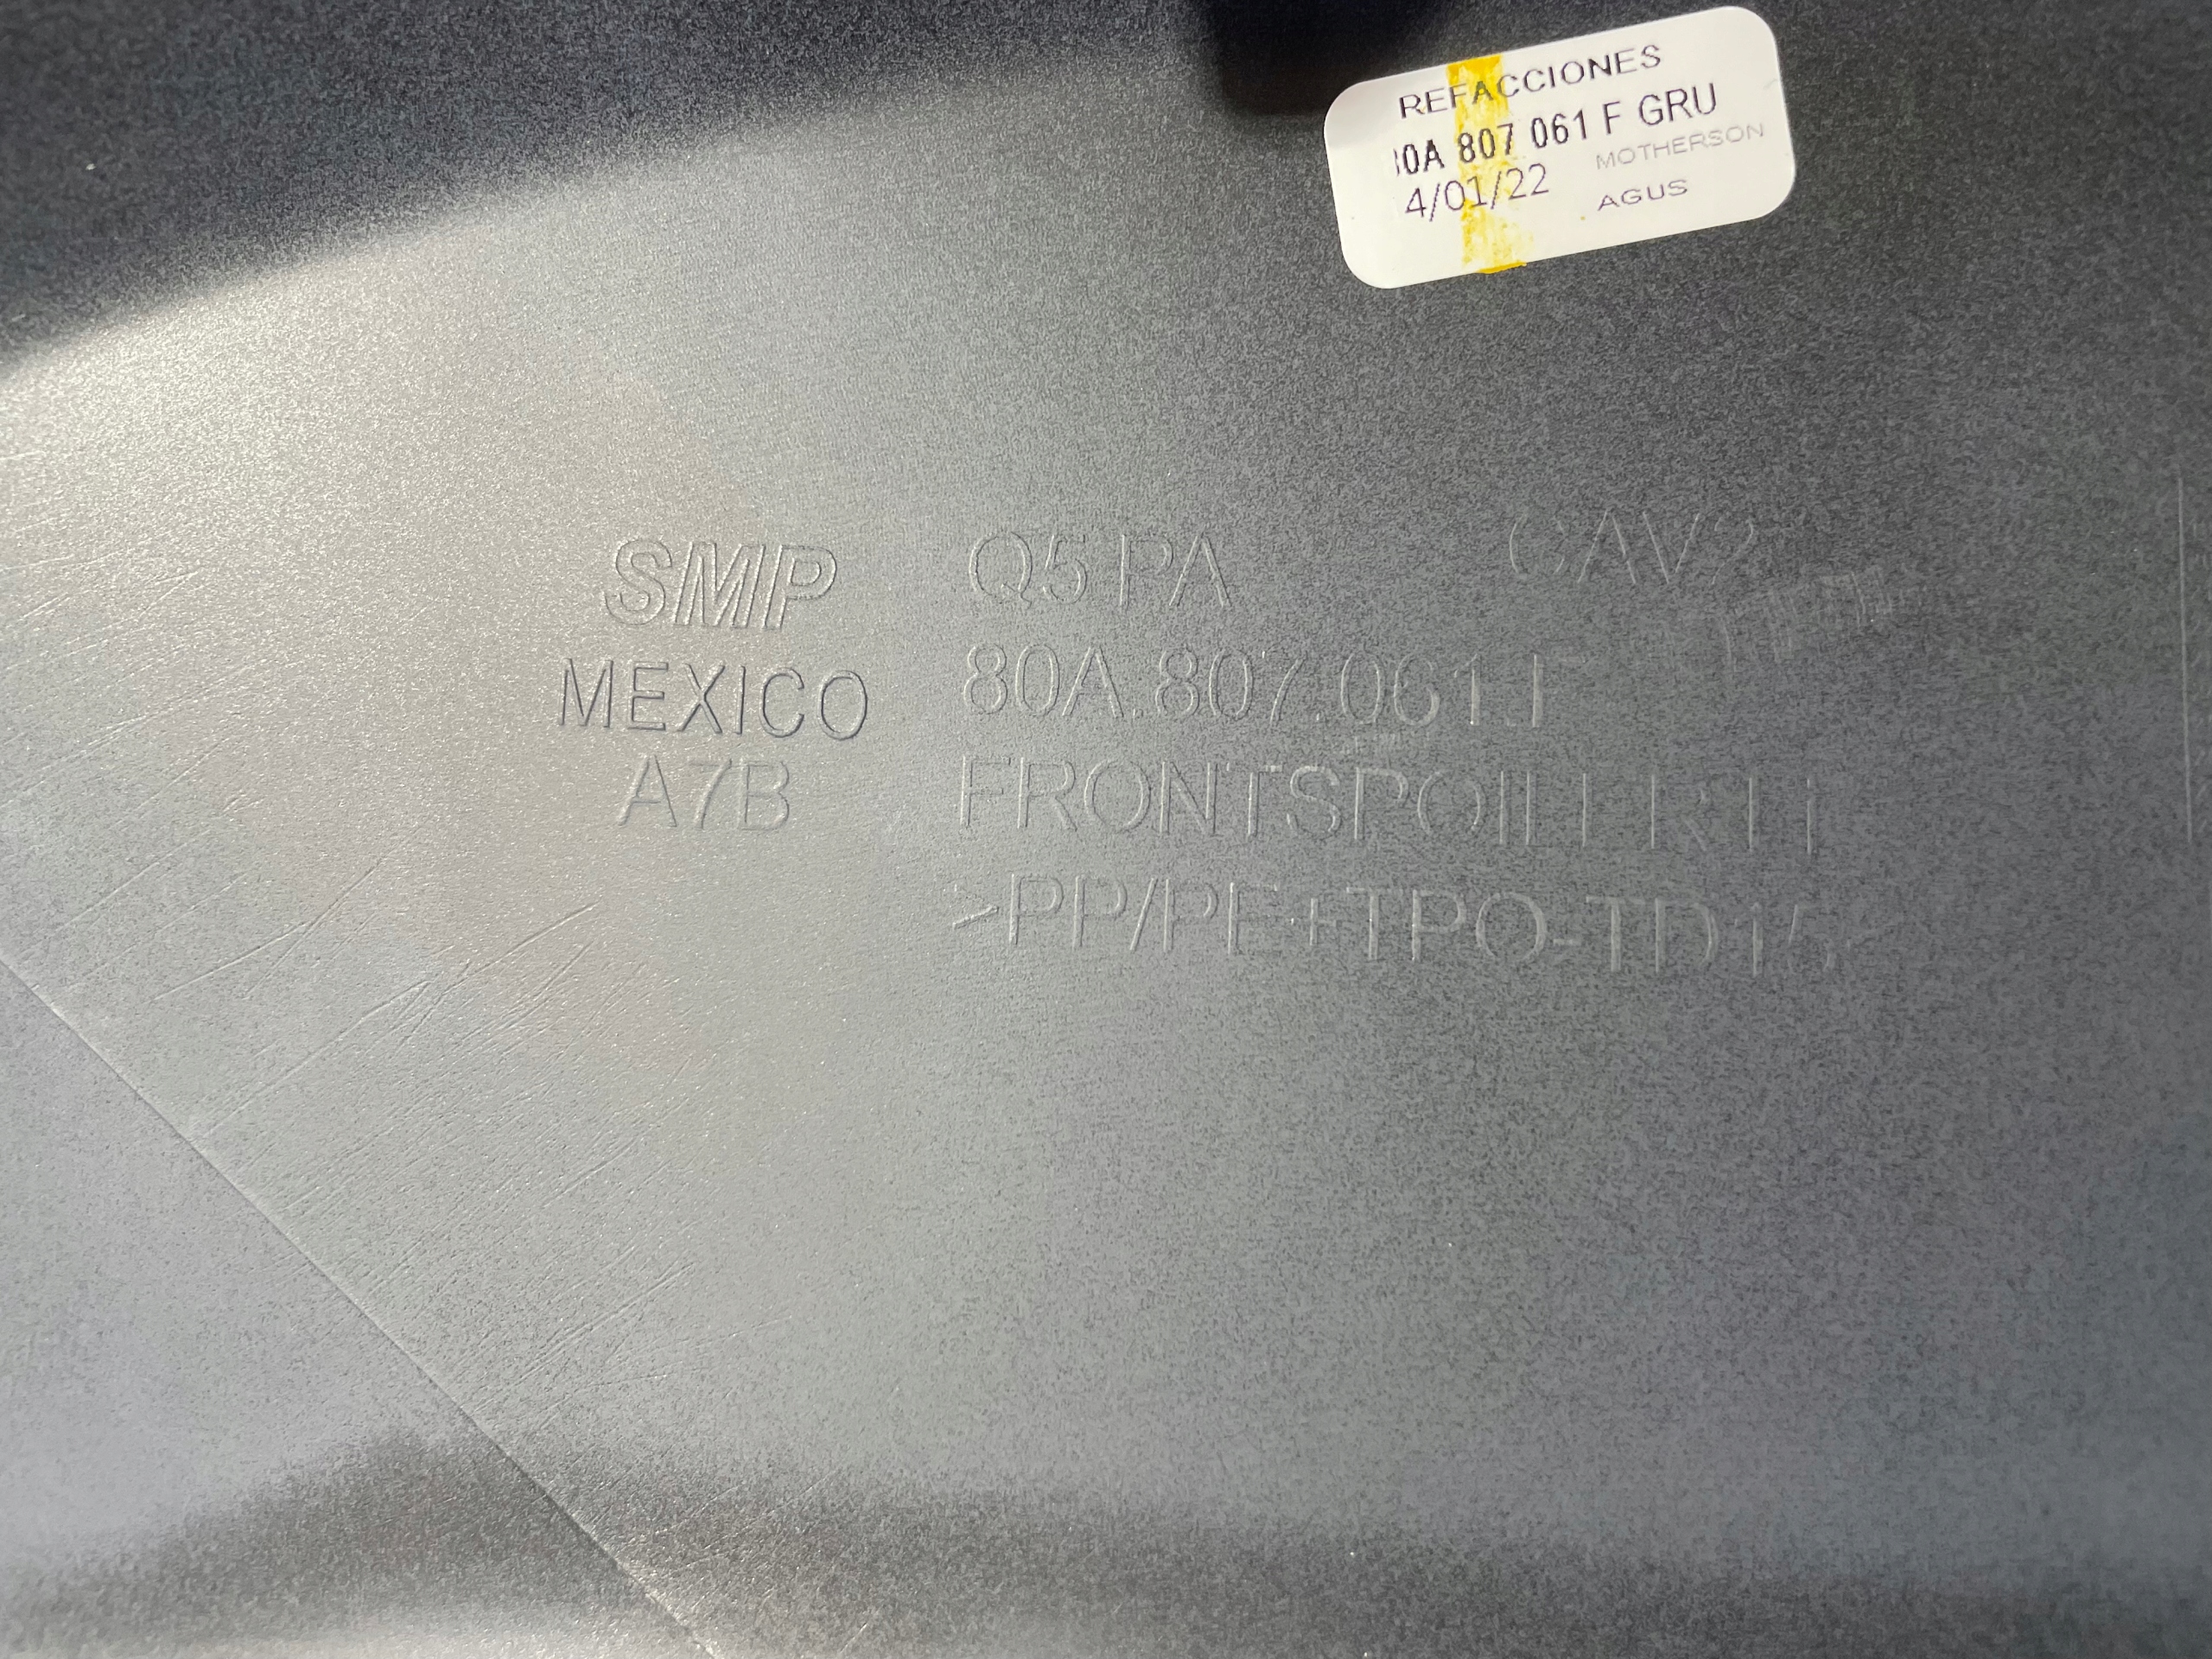 REFACCIONES
0A 807 061 F GRU
4/01/22 MOTHERSON
AGUS
SMP Q5 PA CAV2
MEXICO 80A.807.061.F
A7B FRONTSPOILER
>PP/PE+TPO-TD15